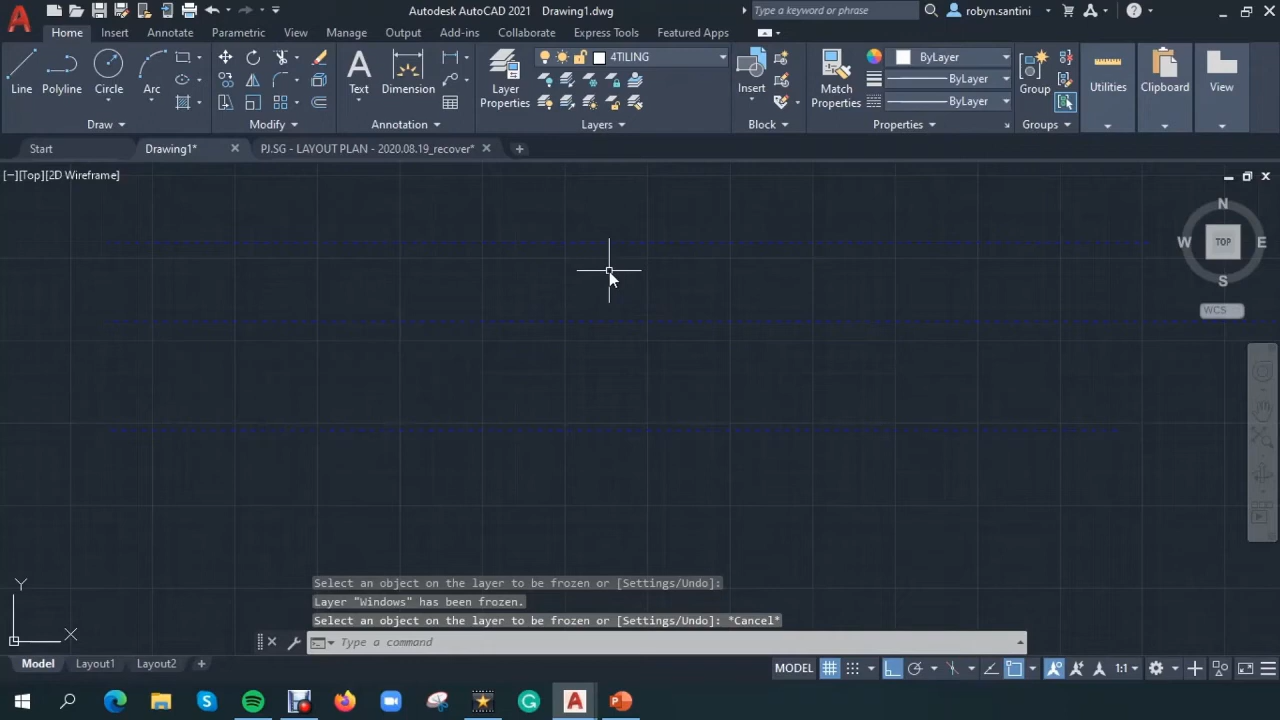 Autodesk AutoCAD 2021 Drawing1.dwg
Type a keyword or phrase
robyn.santini
Home Insert Annotate Parametric View Manage Output Add-ins Collaborate Express Tools Featured Apps
4TILING
ByLayer
ByLayer
ByLayer
Line Polyline Circle Arc
Text Dimension
Layer Properties
Insert
Match Properties
Group
Utilities
Clipboard
View
Draw Modify Annotation Layers Block Properties Groups
Start Drawing1* PJ.SG - LAYOUT PLAN - 2020.08.19_recover*
[−][Top][2D Wireframe]
N
W TOP E
S
WCS
Y
X
Select an object on the layer to be frozen or [Settings/Undo]:
Layer "Windows" has been frozen.
Select an object on the layer to be frozen or [Settings/Undo]: *Cancel*
Type a command
Model Layout1 Layout2
MODEL 1:1